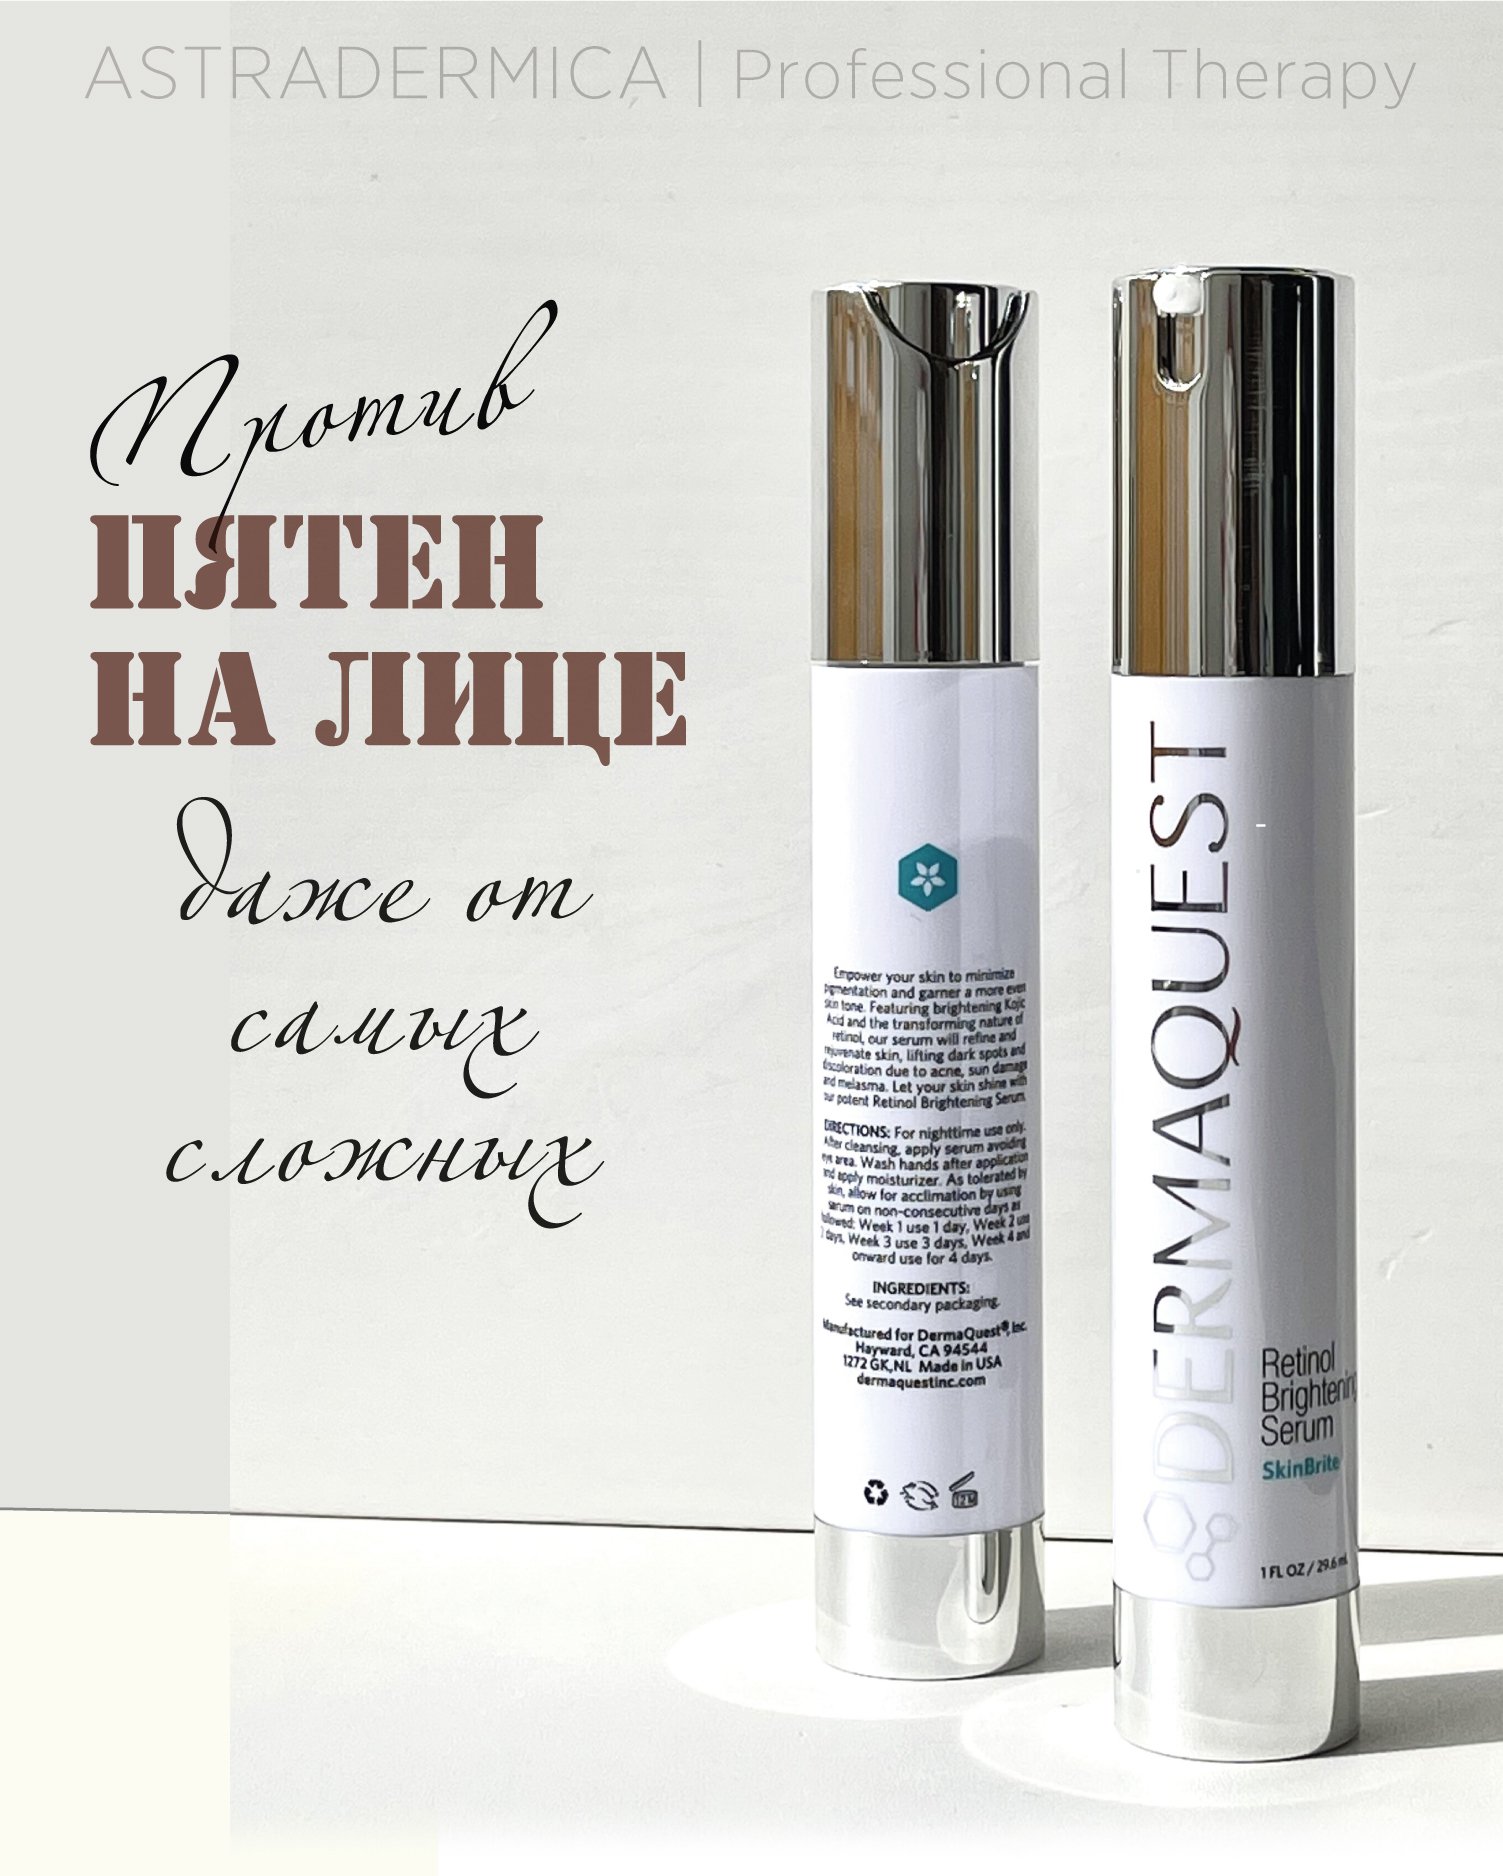 ASTRADERMICA | Professional Therapy
Против
ПЯТЕН
НА ЛИЦЕ
даже от
самых
сложных
Empower your skin to minimize
pigmentation and garner a more even
skin tone. Featuring brightening Kojic
Acid and the transforming nature of
retinol, our serum will refine and
rejuvenate skin, lifting dark spots and
discoloration due to acne, sun damage
and melasma. Let your skin shine with
our potent Retinol Brightening Serum.
DIRECTIONS: For nighttime use only.
After cleansing, apply serum avoiding
eye area. Wash hands after application
and apply moisturizer. As tolerated by
skin, allow for acclimation by using
serum on non-consecutive days as
followed: Week 1 use 1 day, Week 2 use
2 days, Week 3 use 3 days, Week 4 and
onward use for 4 days.
INGREDIENTS:
See secondary packaging.
Manufactured for DermaQuest®, Inc.
Hayward, CA 94544
1272 GK,NL Made in USA
dermaquestinc.com
12 M
DERMAQUEST
Retinol
Brightening
Serum
SkinBrite
1 FL OZ / 29.6 mL